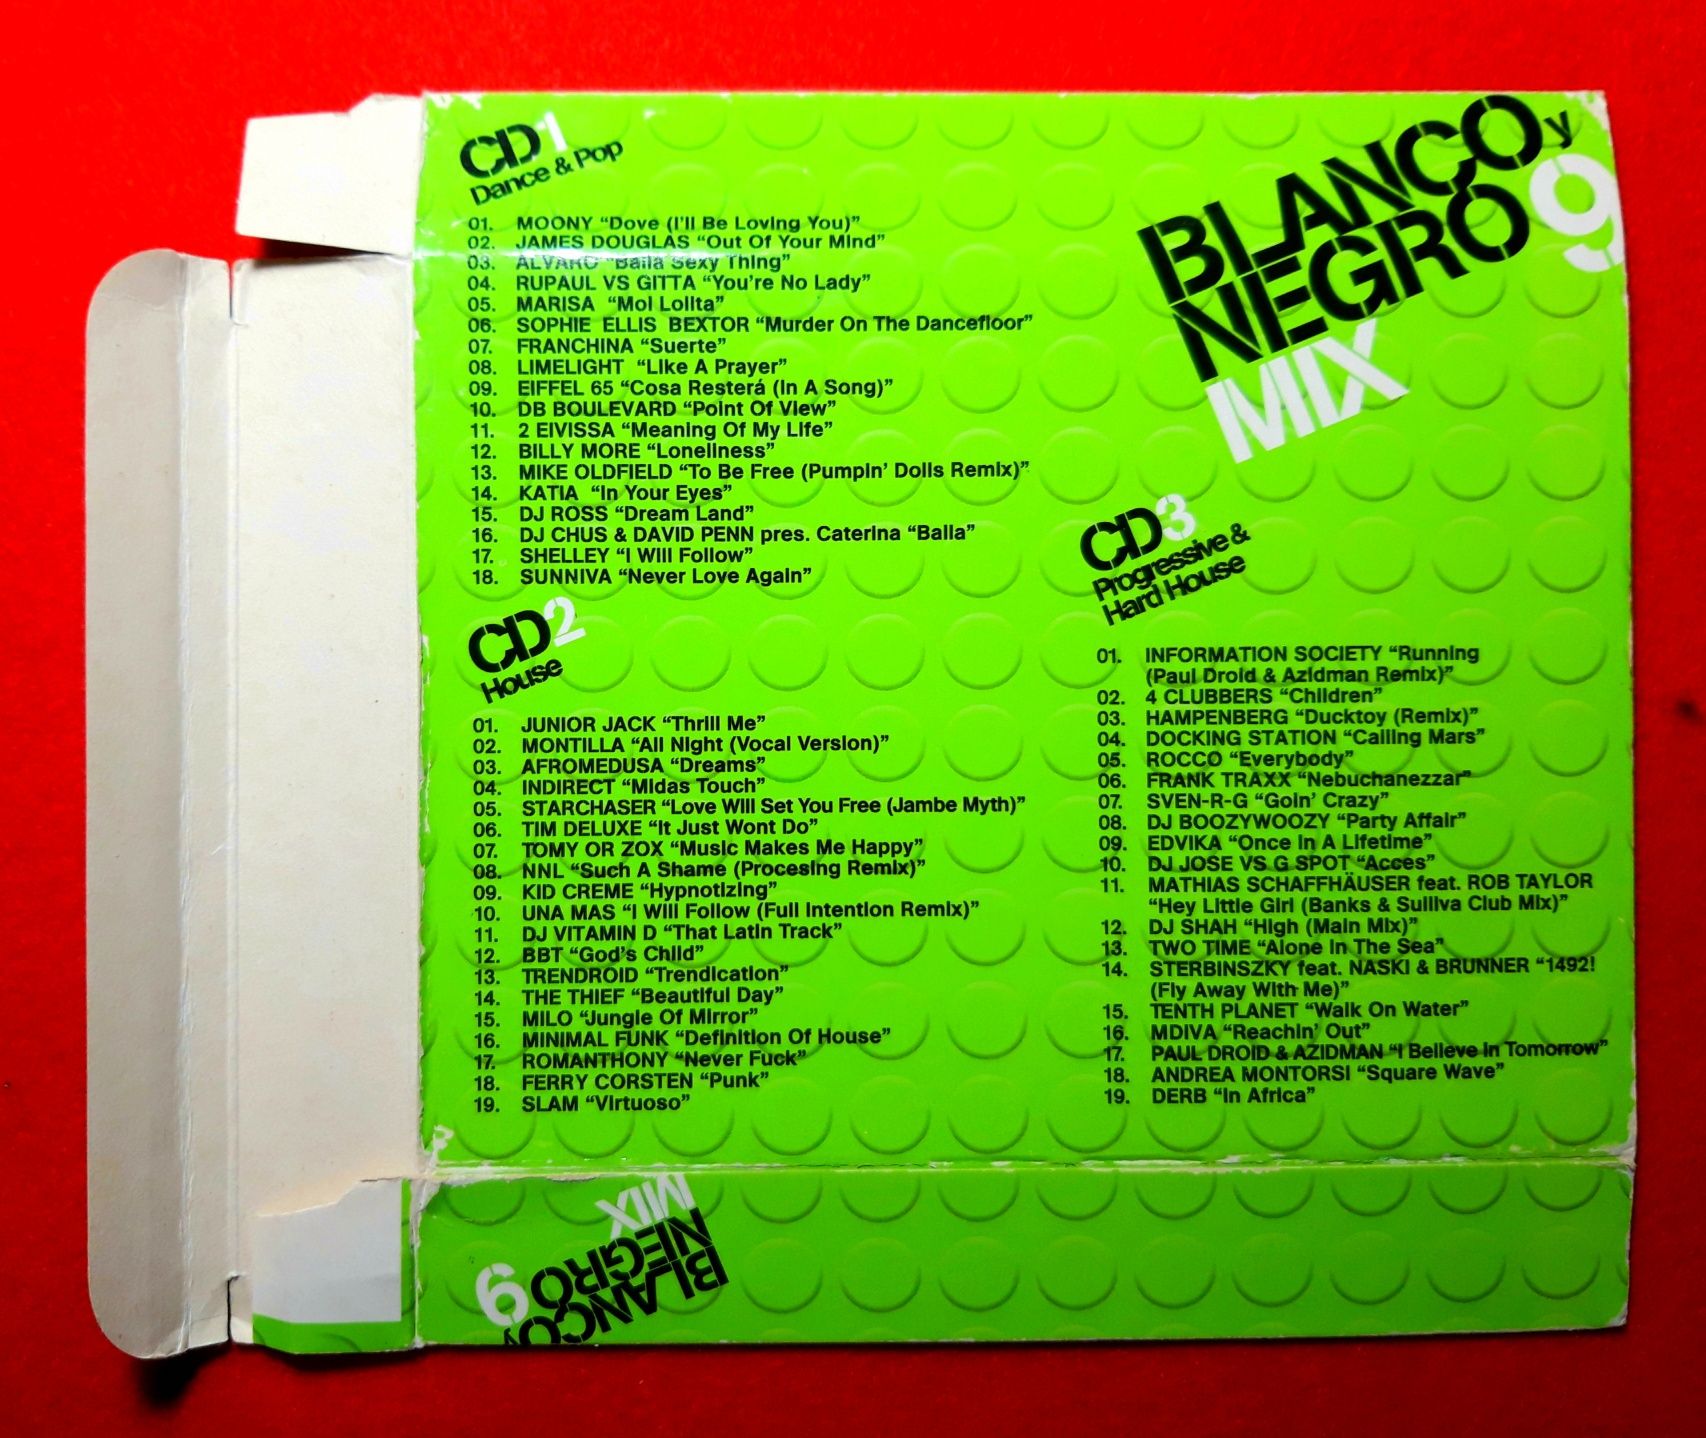 CD1
Dance & Pop
01. MOONY “Dove (I'll Be Loving You)”
02. JAMES DOUGLAS “Out Of Your Mind”
03. ALVARO “Baila Sexy Thing”
04. RUPAUL VS GITTA “You're No Lady”
05. MARISA “Moi Lolita”
06. SOPHIE ELLIS BEXTOR “Murder On The Dancefloor”
07. FRANCHINA “Suerte”
08. LIMELIGHT “Like A Prayer”
09. EIFFEL 65 “Cosa Resterá (In A Song)”
10. DB BOULEVARD “Point Of View”
11. 2 EIVISSA “Meaning Of My Life”
12. BILLY MORE “Loneliness”
13. MIKE OLDFIELD “To Be Free (Pumpin' Dolls Remix)”
14. KATIA “In Your Eyes”
15. DJ ROSS “Dream Land”
16. DJ CHUS & DAVID PENN pres. Caterina “Baila”
17. SHELLEY “I Will Follow”
18. SUNNIVA “Never Love Again”
CD2
House
01. JUNIOR JACK “Thrill Me”
02. MONTILLA “All Night (Vocal Version)”
03. AFROMEDUSA “Dreams”
04. INDIRECT “Midas Touch”
05. STARCHASER “Love Will Set You Free (Jambe Myth)”
06. TIM DELUXE “It Just Wont Do”
07. TOMY OR ZOX “Music Makes Me Happy”
08. NNL “Such A Shame (Procesing Remix)”
09. KID CREME “Hypnotizing”
10. UNA MAS “I Will Follow (Full Intention Remix)”
11. DJ VITAMIN D “That Latin Track”
12. BBT “God's Child”
13. TRENDROID “Trendication”
14. THE THIEF “Beautiful Day”
15. MILO “Jungle Of Mirror”
16. MINIMAL FUNK “Definition Of House”
17. ROMANTHONY “Never Fuck”
18. FERRY CORSTEN “Punk”
19. SLAM “Virtuoso”
BLANCO y
NEGRO 9
MIX
CD3
Progressive &
Hard House
01. INFORMATION SOCIETY “Running
(Paul Droid & Azidman Remix)”
02. 4 CLUBBERS “Children”
03. HAMPENBERG “Ducktoy (Remix)”
04. DOCKING STATION “Calling Mars”
05. ROCCO “Everybody”
06. FRANK TRAXX “Nebuchanezzar”
07. SVEN-R-G “Goin' Crazy”
08. DJ BOOZYWOOZY “Party Affair”
09. EDVIKA “Once In A Lifetime”
10. DJ JOSE VS G SPOT “Acces”
11. MATHIAS SCHAFFHÄUSER feat. ROB TAYLOR
“Hey Little Girl (Banks & Sulliva Club Mix)”
12. DJ SHAH “High (Main Mix)”
13. TWO TIME “Alone In The Sea”
14. STERBINSZKY feat. NASKI & BRUNNER “1492!
(Fly Away With Me)”
15. TENTH PLANET “Walk On Water”
16. MDIVA “Reachin' Out”
17. PAUL DROID & AZIDMAN “I Believe In Tomorrow”
18. ANDREA MONTORSI “Square Wave”
19. DERB “In Africa”
BLANCO y
NEGRO 9
MIX